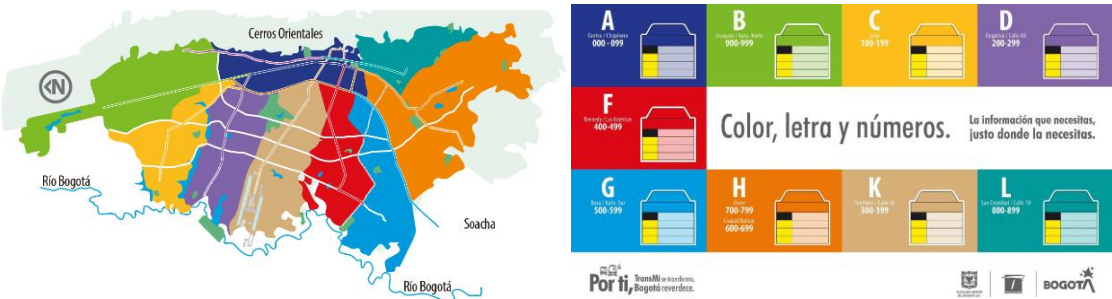 Cerros Orientales
N
Río Bogotá
Soacha
Río Bogotá
A
Centro / Chapinero
000 - 099
B
Usaquén / Auto. Norte
900-999
C
Suba
100-199
D
Engativá / Calle 80
200-299
F
Kennedy / Las Américas
400-499
Color, letra y números.
La información que necesitas,
justo donde la necesitas.
G
Bosa / Auto. Sur
500-599
H
Usme
700-799
Ciudad Bolívar
600-699
K
Fontibón / Calle 26
300-399
L
San Cristóbal / Calle 10
800-899
Por ti, TransMi se transforma,
Bogotá reverdece.
BOGOTÁ